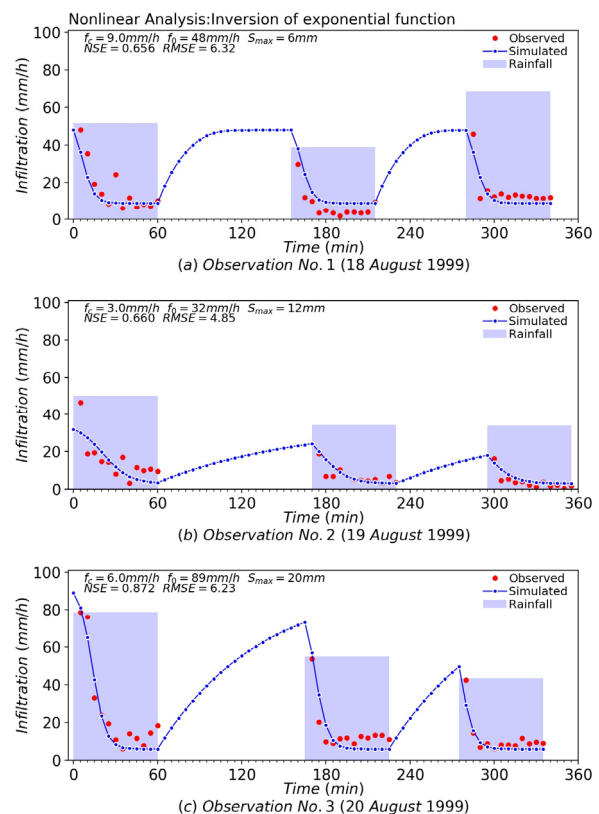 Nonlinear Analysis:Inversion of exponential function
f_c = 9.0mm/h f_0 = 48mm/h S_max = 6mm
NSE = 0.656 RMSE = 6.32
Observed
Simulated
Rainfall
100
80
60
40
20
0
Infiltration (mm/h)
0 60 120 180 240 300 360
Time (min)
(a) Observation No. 1 (18 August 1999)
f_c = 3.0mm/h f_0 = 32mm/h S_max = 12mm
NSE = 0.660 RMSE = 4.85
Observed
Simulated
Rainfall
100
80
60
40
20
0
Infiltration (mm/h)
0 60 120 180 240 300 360
Time (min)
(b) Observation No. 2 (19 August 1999)
f_c = 6.0mm/h f_0 = 89mm/h S_max = 20mm
NSE = 0.872 RMSE = 6.23
Observed
Simulated
Rainfall
100
80
60
40
20
0
Infiltration (mm/h)
0 60 120 180 240 300 360
Time (min)
(c) Observation No. 3 (20 August 1999)